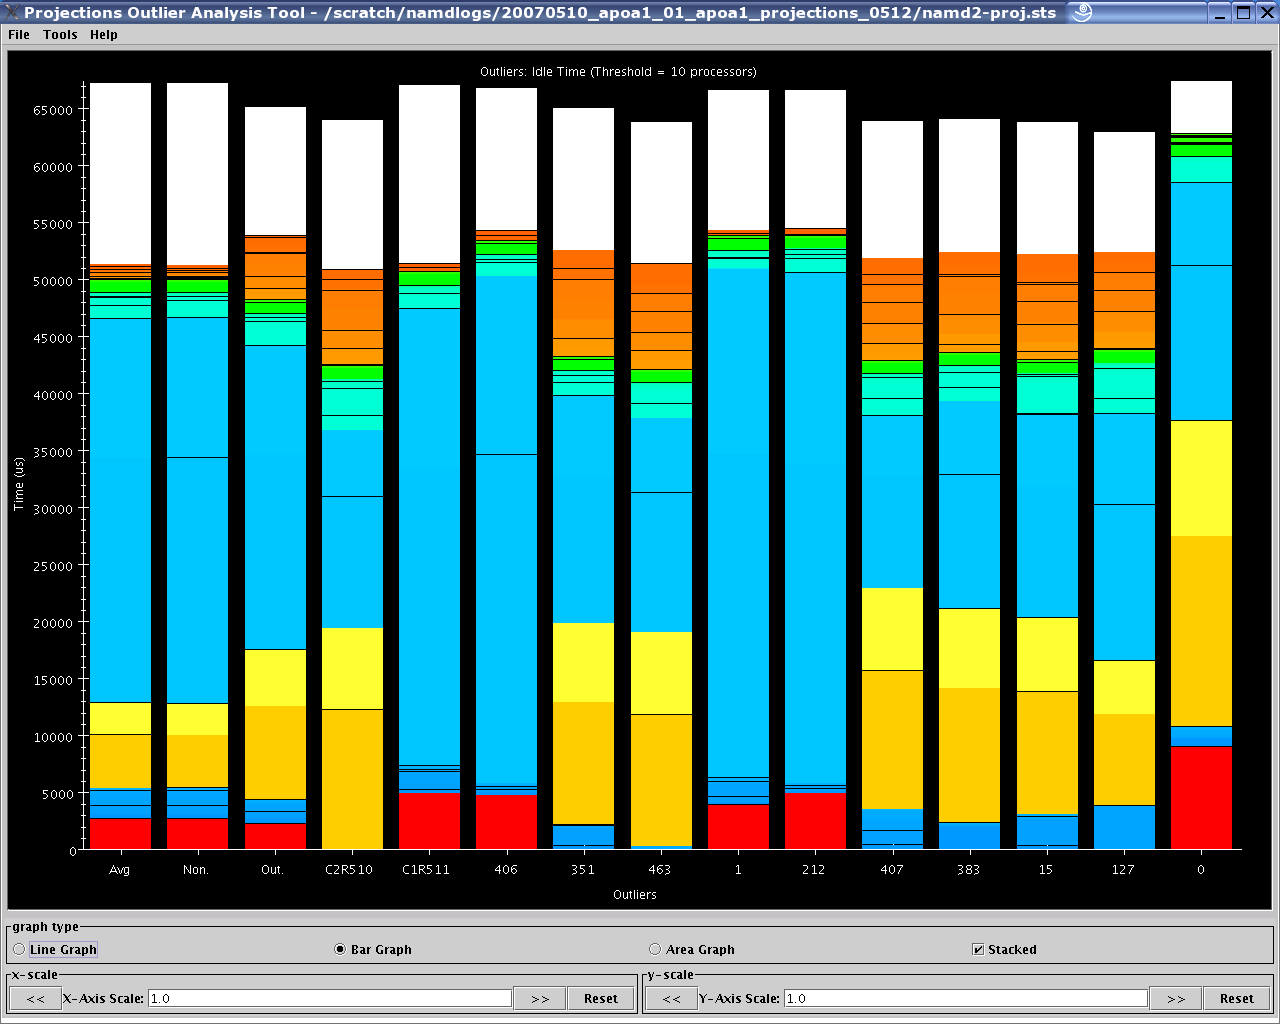 Projections Outlier Analysis Tool - /scratch/namdlogs/20070510_apoa1_01_apoa1_projections_0512/namd2-proj.sts
File Tools Help
Outliers: Idle Time (Threshold = 10 processors)
65000
60000
55000
50000
45000
40000
35000
30000
25000
20000
15000
10000
5000
0
Time (us)
Avg Non. Out. C2R510 C1R511 406 351 463 1 212 407 383 15 127 0
Outliers
graph type
Line Graph Bar Graph Area Graph Stacked
x-scale y-scale
<< X-Axis Scale: 1.0 >> Reset << Y-Axis Scale: 1.0 >> Reset